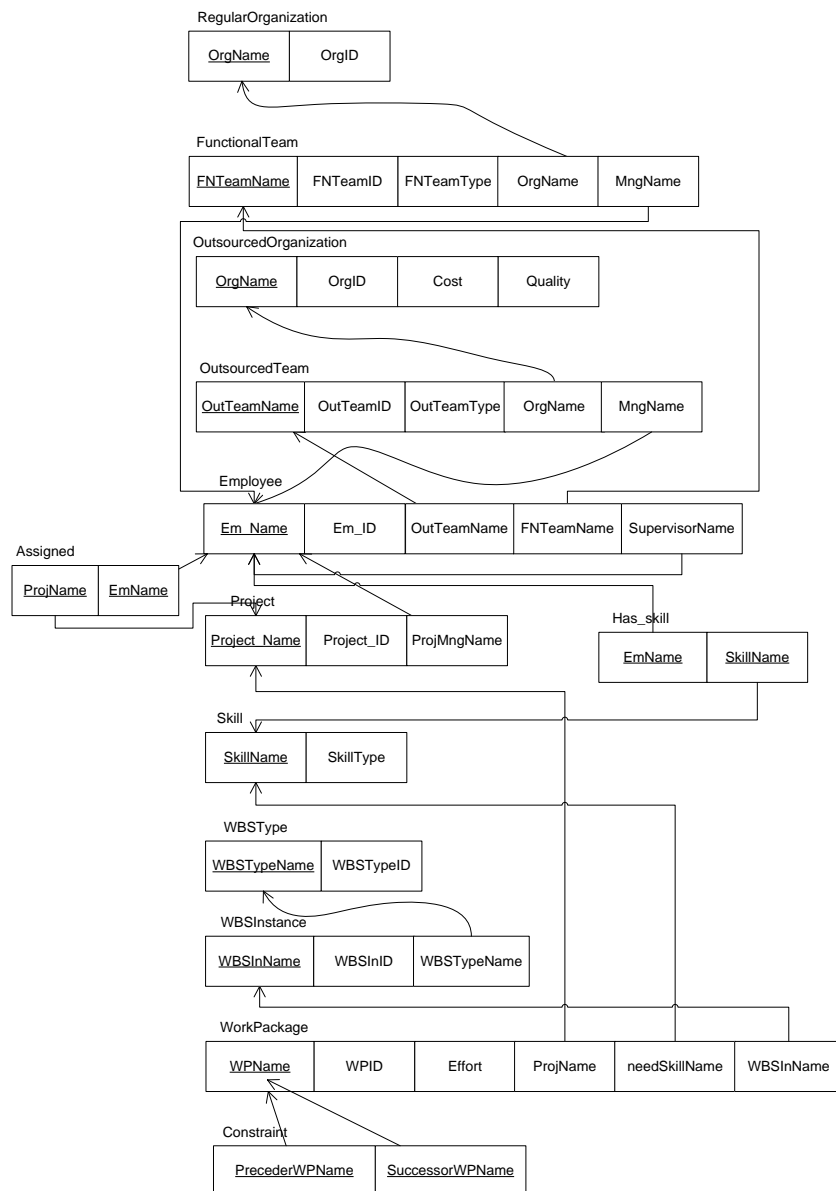 RegularOrganization
OrgName OrgID
FunctionalTeam
FNTeamName FNTeamID FNTeamType OrgName MngName
OutsourcedOrganization
OrgName OrgID Cost Quality
OutsourcedTeam
OutTeamName OutTeamID OutTeamType OrgName MngName
Employee
Em_Name Em_ID OutTeamName FNTeamName SupervisorName
Assigned
ProjName EmName
Project
Project_Name Project_ID ProjMngName
Has_skill
EmName SkillName
Skill
SkillName SkillType
WBSType
WBSTypeName WBSTypeID
WBSInstance
WBSInName WBSInID WBSTypeName
WorkPackage
WPName WPID Effort ProjName needSkillName WBSInName
Constraint
PrecederWPName SuccessorWPName